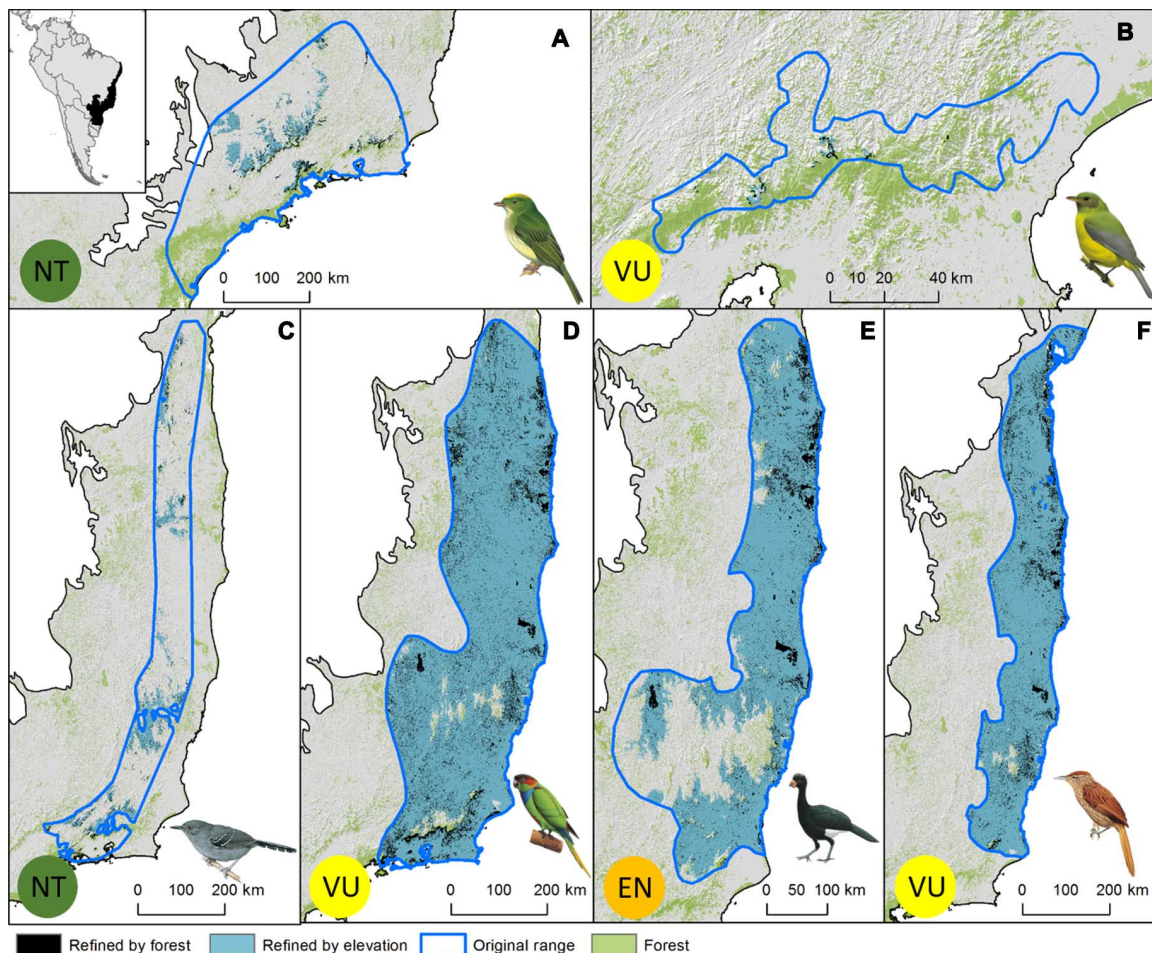 A
NT
0 100 200 km
B
VU
0 10 20 40 km
C
NT
0 100 200 km
D
VU
0 100 200 km
E
EN
0 50 100 km
F
VU
0 100 200 km
Refined by forest Refined by elevation Original range Forest